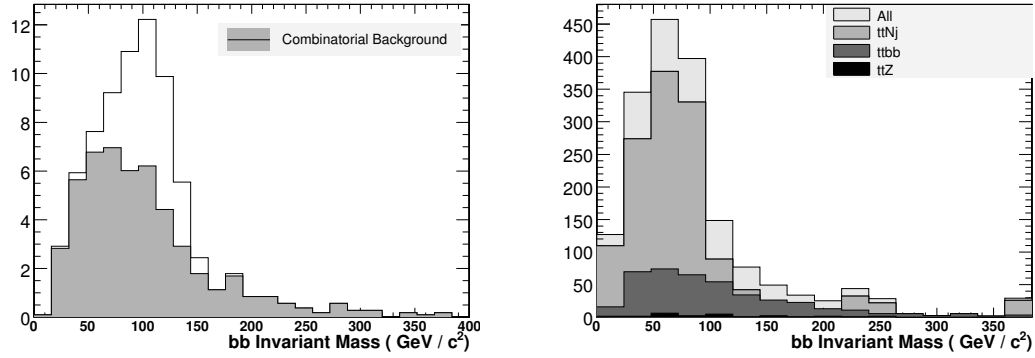 12
10
8
6
4
2
0
Combinatorial Background
0 50 100 150 200 250 300 350 400
bb Invariant Mass ( GeV / c²)
450
400
350
300
250
200
150
100
50
0
All
ttNj
ttbb
ttZ
0 50 100 150 200 250 300 350
bb Invariant Mass ( GeV / c²)